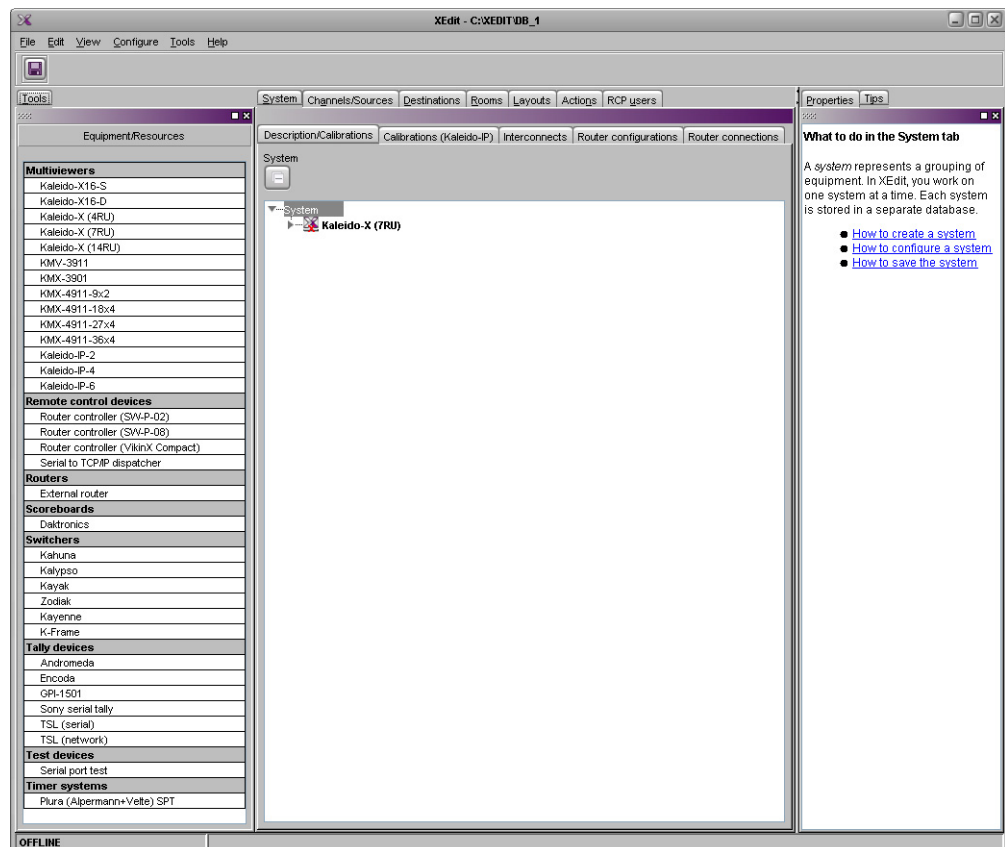 XEdit - C:\XEDIT\DB_1
File Edit View Configure Tools Help
Tools
Equipment/Resources
Multiviewers
Kaleido-X16-S
Kaleido-X16-D
Kaleido-X (4RU)
Kaleido-X (7RU)
Kaleido-X (14RU)
KMV-3911
KMX-3901
KMX-4911-9x2
KMX-4911-18x4
KMX-4911-27x4
KMX-4911-36x4
Kaleido-IP-2
Kaleido-IP-4
Kaleido-IP-6
Remote control devices
Router controller (SW-P-02)
Router controller (SW-P-08)
Router controller (VikinX Compact)
Serial to TCP/IP dispatcher
Routers
External router
Scoreboards
Daktronics
Switchers
Kahuna
Kalypso
Kayak
Zodiak
Kayenne
K-Frame
Tally devices
Andromeda
Encoda
GPI-1501
Sony serial tally
TSL (serial)
TSL (network)
Test devices
Serial port test
Timer systems
Plura (Alpermann+Velte) SPT
System Channels/Sources Destinations Rooms Layouts Actions RCP users
Description/Calibrations Calibrations (Kaleido-IP) Interconnects Router configurations Router connections
System
System
Kaleido-X (7RU)
Properties Tips
What to do in the System tab
A system represents a grouping of
equipment. In XEdit, you work on
one system at a time. Each system
is stored in a separate database.
How to create a system
How to configure a system
How to save the system
OFFLINE